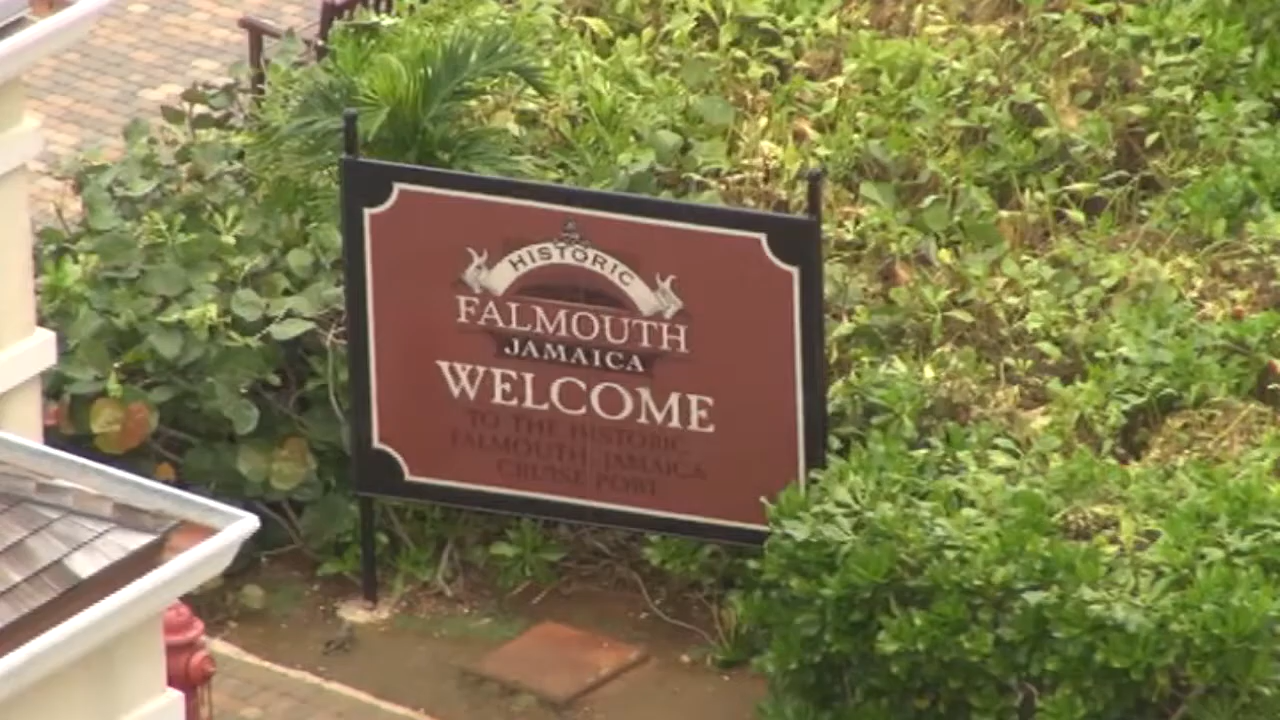 HISTORIC
FALMOUTH
JAMAICA
WELCOME
TO THE HISTORIC
FALMOUTH, JAMAICA
CRUISE PORT